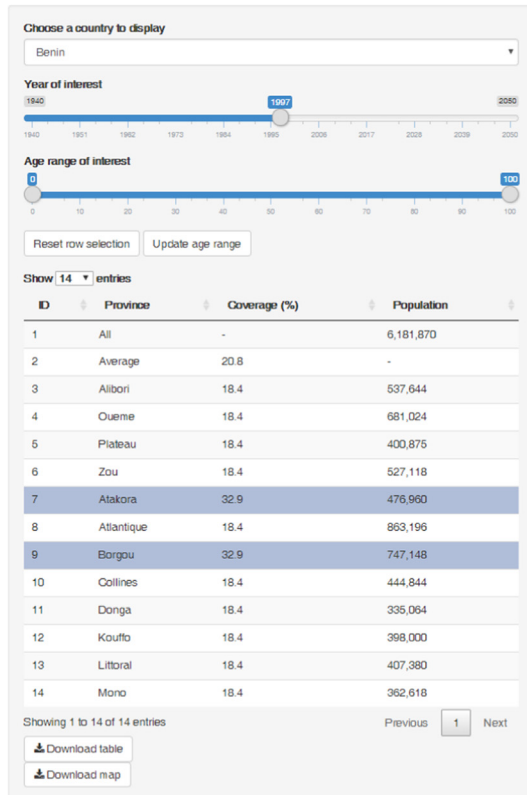 Choose a country to display
Benin
Year of interest
1940 1997 2050
1940 1951 1962 1973 1984 1995 2006 2017 2028 2039 2050
Age range of interest
0 100
0 10 20 30 40 50 60 70 80 90 100
Reset row selection Update age range
Show 14 entries
ID Province Coverage (%) Population
1 All - 6,181,870
2 Average 20.8 -
3 Alibori 18.4 537,644
4 Oueme 18.4 681,024
5 Plateau 18.4 400,875
6 Zou 18.4 527,118
7 Atakora 32.9 476,960
8 Atlantique 18.4 863,196
9 Borgou 32.9 747,148
10 Collines 18.4 444,844
11 Donga 18.4 335,064
12 Kouffo 18.4 398,000
13 Littoral 18.4 407,380
14 Mono 18.4 362,618
Showing 1 to 14 of 14 entries Previous 1 Next
Download table
Download map